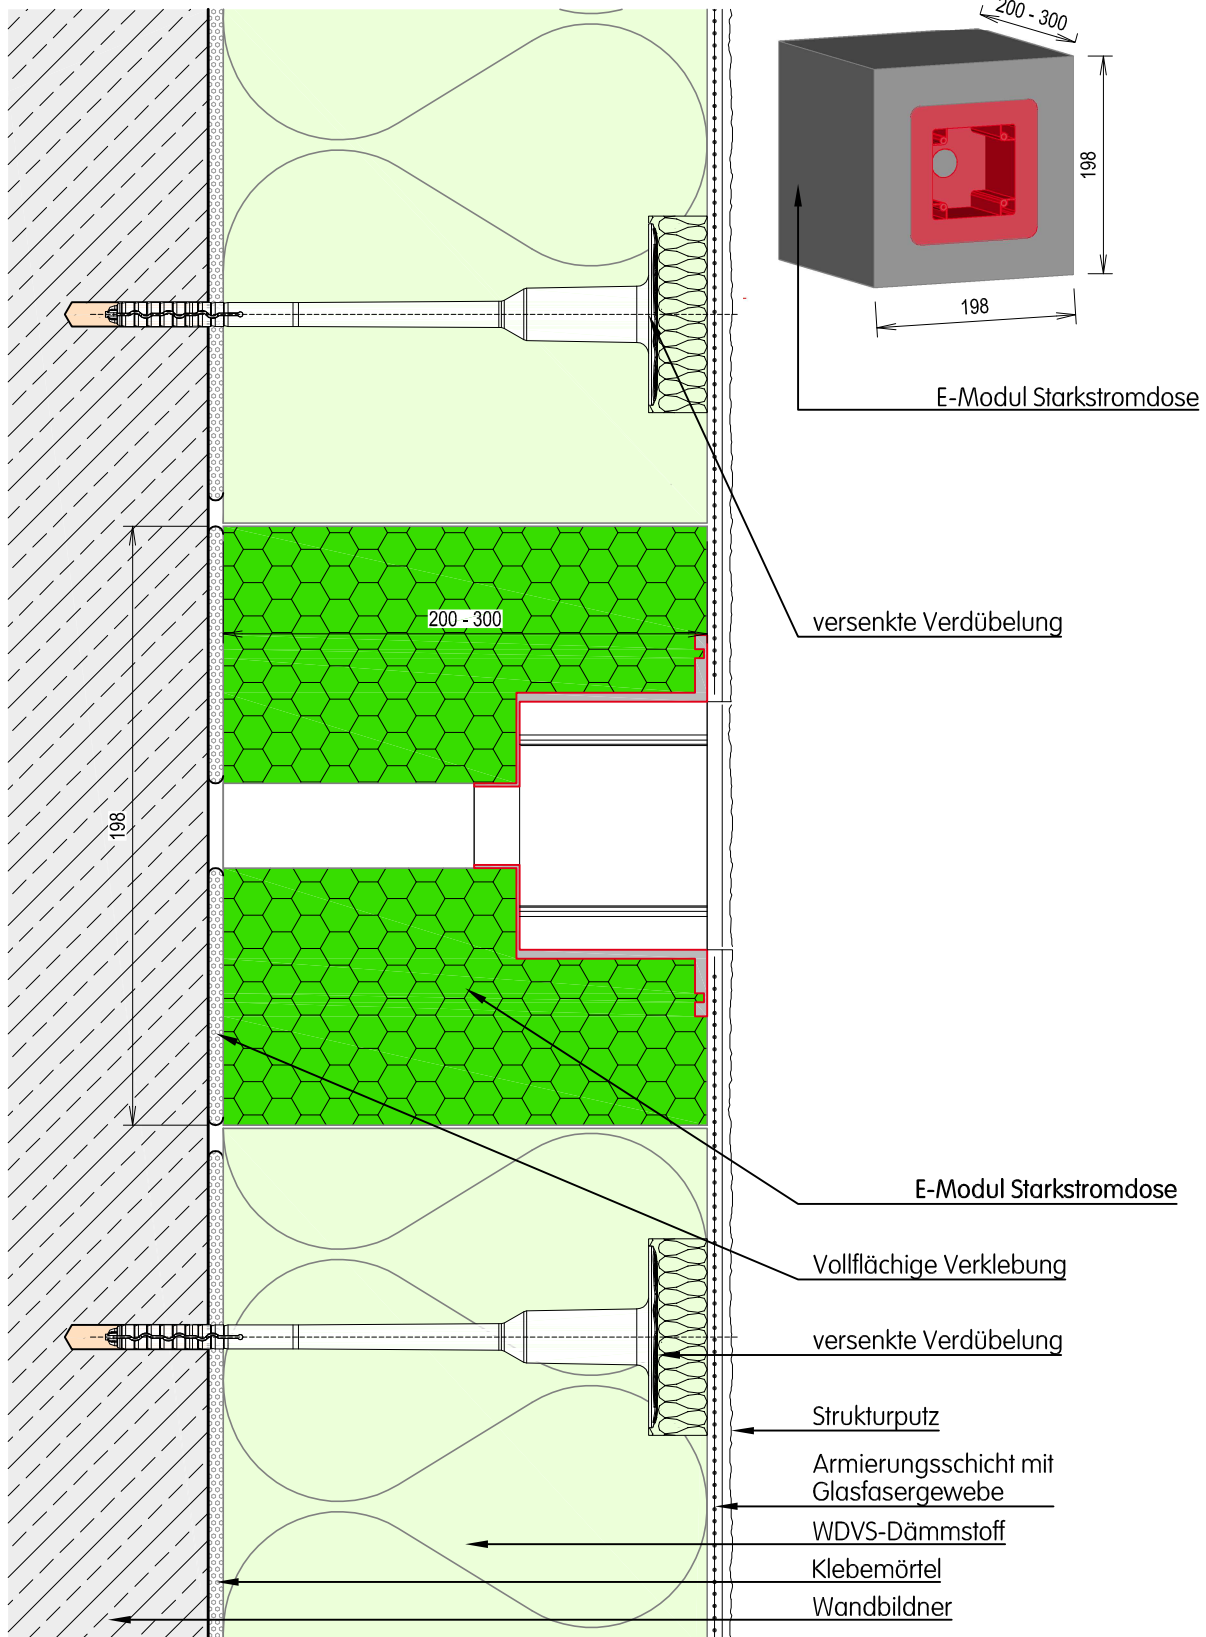 200 - 300
198
198
E-Modul Starkstromdose
versenkte Verdübelung
200 - 300
198
E-Modul Starkstromdose
Vollflächige Verklebung
versenkte Verdübelung
Strukturputz
Armierungsschicht mit
Glasfasergewebe
WDVS-Dämmstoff
Klebemörtel
Wandbildner